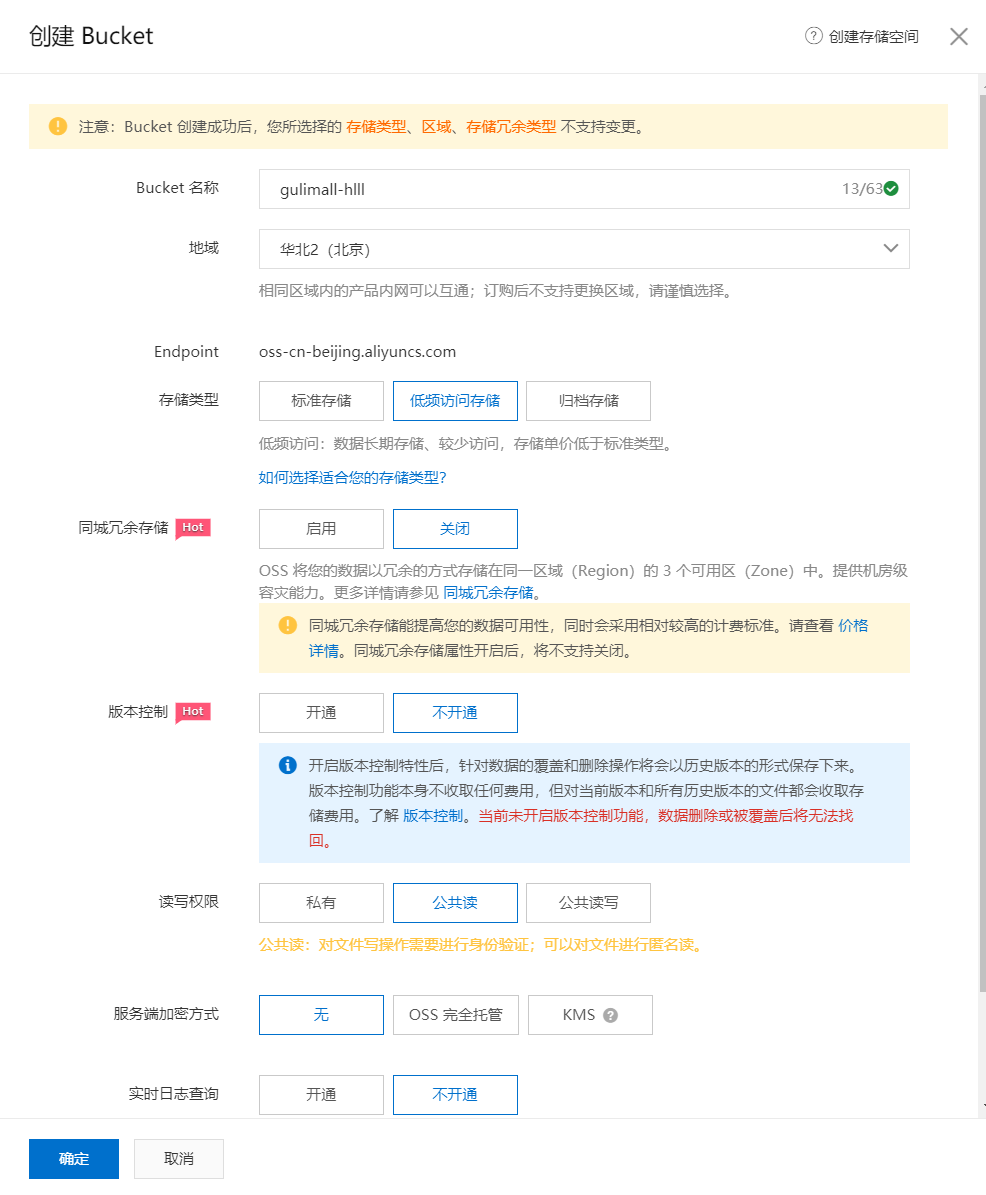 创建 Bucket
? 创建存储空间
注意：Bucket 创建成功后，您所选择的 存储类型、区域、存储冗余类型 不支持变更。
Bucket 名称 gulimall-hlll 13/63
地域 华北2（北京）
相同区域内的产品内网可以互通；订购后不支持更换区域，请谨慎选择。
Endpoint oss-cn-beijing.aliyuncs.com
存储类型 标准存储 低频访问存储 归档存储
低频访问：数据长期存储、较少访问，存储单价低于标准类型。
如何选择适合您的存储类型？
同城冗余存储 Hot 启用 关闭
OSS 将您的数据以冗余的方式存储在同一区域（Region）的 3 个可用区（Zone）中。提供机房级
容灾能力。更多详情请参见 同城冗余存储。
同城冗余存储能提高您的数据可用性，同时会采用相对较高的计费标准。请查看 价格
详情。同城冗余存储属性开启后，将不支持关闭。
版本控制 Hot 开通 不开通
开启版本控制特性后，针对数据的覆盖和删除操作将会以历史版本的形式保存下来。
版本控制功能本身不收取任何费用，但对当前版本和所有历史版本的文件都会收取存
储费用。了解 版本控制。当前未开启版本控制功能，数据删除或被覆盖后将无法找
回。
读写权限 私有 公共读 公共读写
公共读：对文件写操作需要进行身份验证；可以对文件进行匿名读。
服务端加密方式 无 OSS 完全托管 KMS ?
实时日志查询 开通 不开通
确定 取消